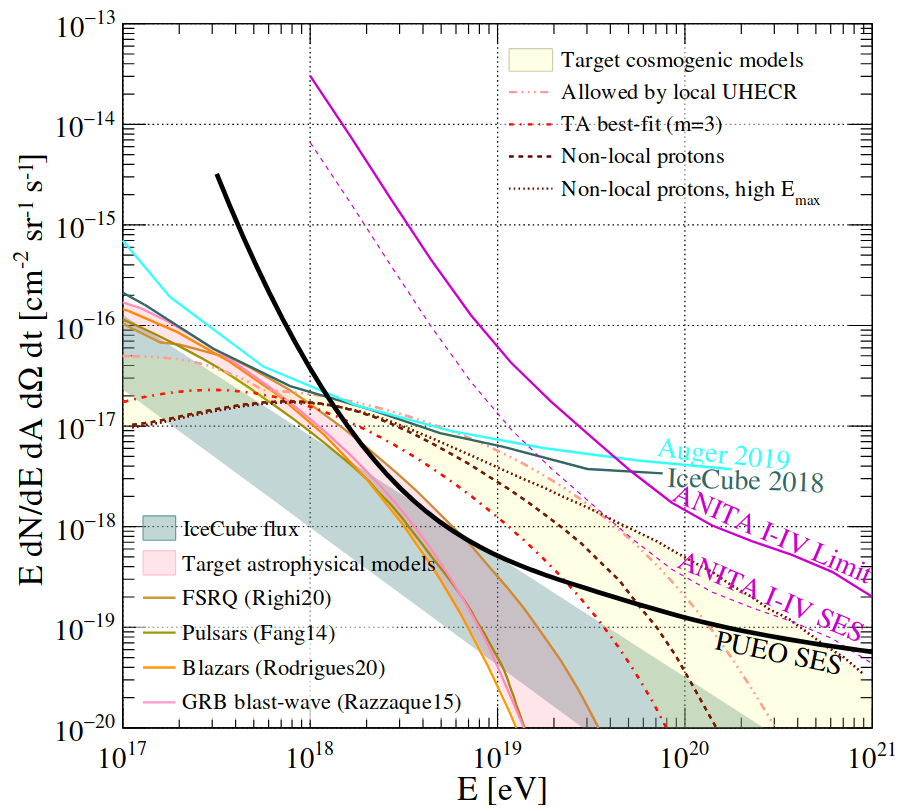 E dN/dE dA dΩ dt [cm-2 sr-1 s-1]
10-13
10-14
10-15
10-16
10-17
10-18
10-19
10-20
Target cosmogenic models
Allowed by local UHECR
TA best-fit (m=3)
Non-local protons
Non-local protons, high Emax
Auger 2019
IceCube 2018
ANITA I-IV Limit
ANITA I-IV SES
PUEO SES
IceCube flux
Target astrophysical models
FSRQ (Righi20)
Pulsars (Fang14)
Blazars (Rodrigues20)
GRB blast-wave (Razzaque15)
1017 1018 1019 1020 1021
E [eV]